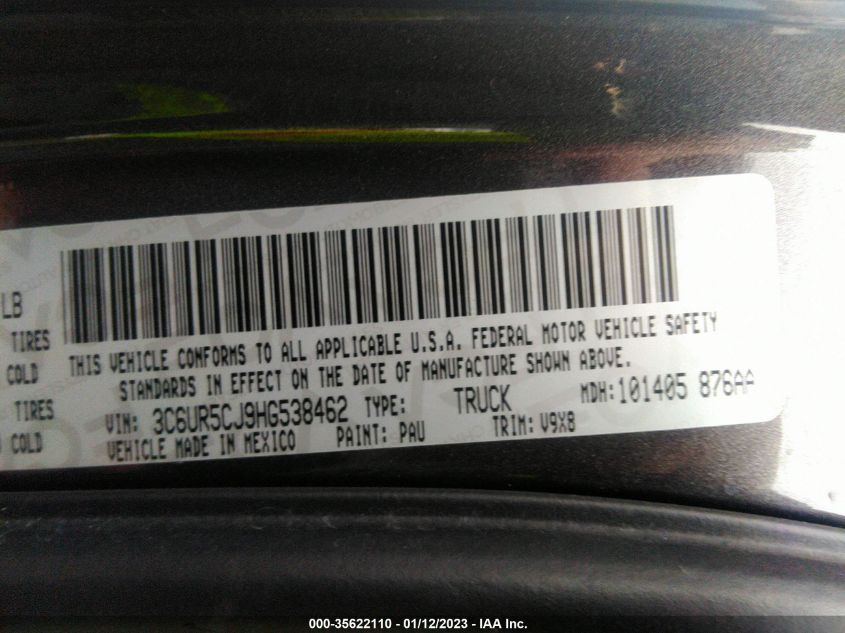 LB
TIRES
COLD
TIRES
COLD
THIS VEHICLE CONFORMS TO ALL APPLICABLE U.S.A. FEDERAL MOTOR VEHICLE SAFETY
STANDARDS IN EFFECT ON THE DATE OF MANUFACTURE SHOWN ABOVE.
VIN: 3C6UR5CJ9HG538462 TYPE: TRUCK MDH:101405 876AA
VEHICLE MADE IN MEXICO PAINT: PAU TRIM: V9X8
000-35622110 - 01/12/2023 - IAA Inc.